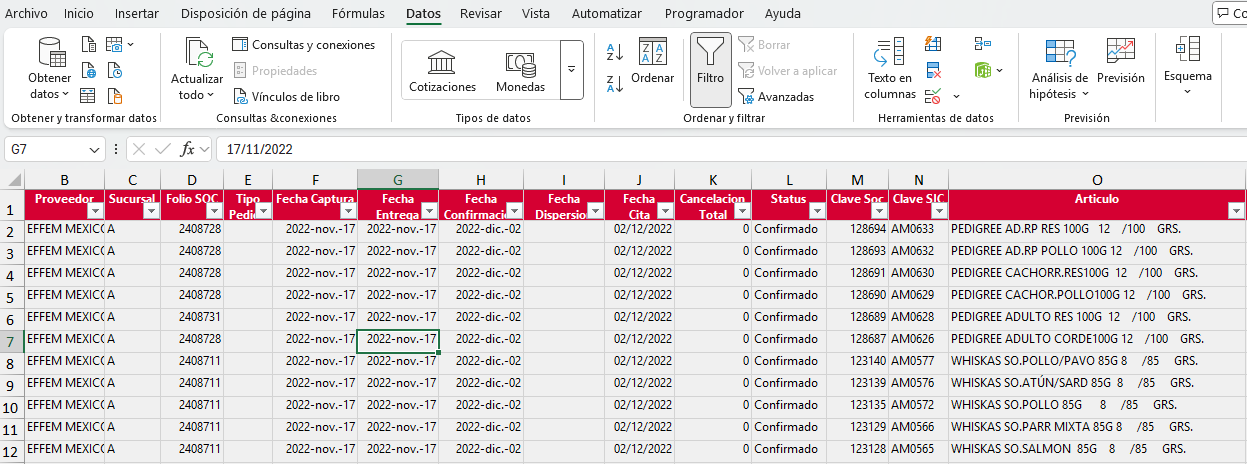 Archivo Inicio Insertar Disposición de página Fórmulas Datos Revisar Vista Automatizar Programador Ayuda Co
Obtener datos
Actualizar todo
Consultas y conexiones
Propiedades
Vínculos de libro
Cotizaciones Monedas
Ordenar
Filtro
Borrar
Volver a aplicar
Avanzadas
Texto en columnas
Análisis de hipótesis
Previsión
Esquema
Obtener y transformar datos Consultas &conexiones Tipos de datos Ordenar y filtrar Herramientas de datos Previsión
G7 fx 17/11/2022
B C D E F G H I J K L M N O
1 Proveedor Sucursal Folio SOC Tipo Pedi Fecha Captura Fecha Entrega Fecha Confirmació Fecha Dispersio Fecha Cita Cancelacion Total Status Clave Soc Clave SIC Articulo
2 EFFEM MEXICO A 2408728 2022-nov.-17 2022-nov.-17 2022-dic.-02 02/12/2022 0 Confirmado 128694 AM0633 PEDIGREE AD.RP RES 100G 12 /100 GRS.
3 EFFEM MEXICO A 2408728 2022-nov.-17 2022-nov.-17 2022-dic.-02 02/12/2022 0 Confirmado 128693 AM0632 PEDIGREE AD.RP POLLO 100G 12 /100 GRS.
4 EFFEM MEXICO A 2408728 2022-nov.-17 2022-nov.-17 2022-dic.-02 02/12/2022 0 Confirmado 128691 AM0630 PEDIGREE CACHORR.RES100G 12 /100 GRS.
5 EFFEM MEXICO A 2408728 2022-nov.-17 2022-nov.-17 2022-dic.-02 02/12/2022 0 Confirmado 128690 AM0629 PEDIGREE CACHOR.POLLO100G 12 /100 GRS.
6 EFFEM MEXICO A 2408731 2022-nov.-17 2022-nov.-17 2022-dic.-02 02/12/2022 0 Confirmado 128689 AM0628 PEDIGREE ADULTO RES 100G 12 /100 GRS.
7 EFFEM MEXICO A 2408728 2022-nov.-17 2022-nov.-17 2022-dic.-02 02/12/2022 0 Confirmado 128687 AM0626 PEDIGREE ADULTO CORDE100G 12 /100 GRS.
8 EFFEM MEXICO A 2408711 2022-nov.-17 2022-nov.-17 2022-dic.-02 02/12/2022 0 Confirmado 123140 AM0577 WHISKAS SO.POLLO/PAVO 85G 8 /85 GRS.
9 EFFEM MEXICO A 2408711 2022-nov.-17 2022-nov.-17 2022-dic.-02 02/12/2022 0 Confirmado 123139 AM0576 WHISKAS SO.ATÚN/SARD 85G 8 /85 GRS.
10 EFFEM MEXICO A 2408711 2022-nov.-17 2022-nov.-17 2022-dic.-02 02/12/2022 0 Confirmado 123135 AM0572 WHISKAS SO.POLLO 85G 8 /85 GRS.
11 EFFEM MEXICO A 2408711 2022-nov.-17 2022-nov.-17 2022-dic.-02 02/12/2022 0 Confirmado 123129 AM0566 WHISKAS SO.PARR MIXTA 85G 8 /85 GRS.
12 EFFEM MEXICO A 2408711 2022-nov.-17 2022-nov.-17 2022-dic.-02 02/12/2022 0 Confirmado 123128 AM0565 WHISKAS SO.SALMON 85G 8 /85 GRS.